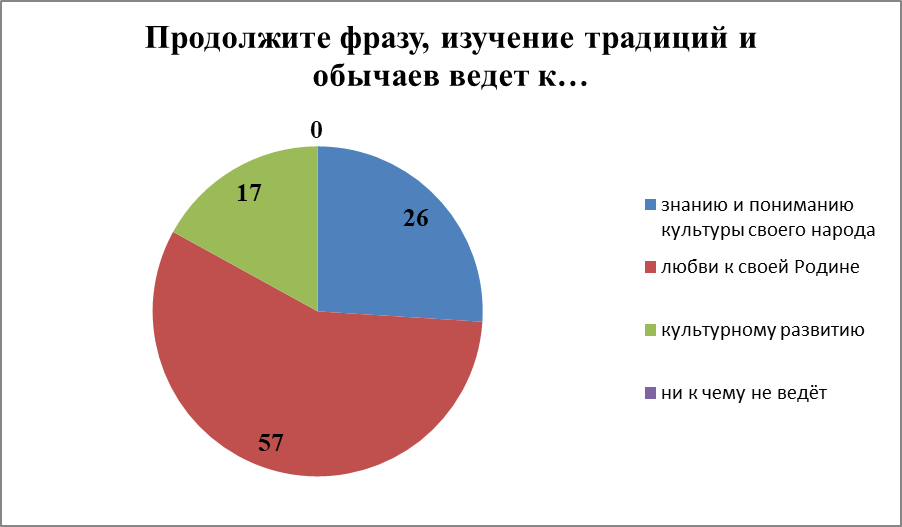 Продолжите фразу, изучение традиций и
обычаев ведет к…
0
17
26
57
знанию и пониманию
культуры своего народа
любви к своей Родине
культурному развитию
ни к чему не ведёт